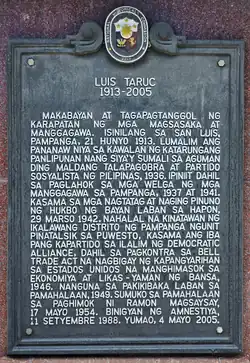 LUIS TARUC
1913-2005
MAKABAYAN AT TAGAPAGTANGGOL NG
KARAPATAN NG MGA MAGSASAKA AT
MANGGAGAWA. ISINILANG SA SAN LUIS,
PAMPANGA, 21 HUNYO 1913. LUMALIM ANG
PANANAW NIYA SA KAWALAN NG KATARUNGANG
PANLIPUNAN NANG SIYA'Y SUMALI SA AGUMAN
DING MALDANG TALAPAGOBRA AT PARTIDO
SOSYALISTA NG PILIPINAS, 1936. IPINIIT DAHIL
SA PAGLAHOK SA MGA WELGA NG MGA
MANGGAGAWA SA PAMPANGA, 1937 AT 1941.
KASAMA SA MGA NAGTATAG AT NAGING PINUNO
NG HUKBO NG BAYAN LABAN SA HAPON,
29 MARSO 1942. NAHALAL NA KINATAWAN NG
IKALAWANG DISTRITO NG PAMPANGA NGUNIT
PINATALSIK SA PUWESTO, KASAMA ANG IBA
PANG KAPARTIDO SA ILALIM NG DEMOCRATIC
ALLIANCE, DAHIL SA PAGKONTRA SA BELL
TRADE ACT NA NAGBIGAY NG KAPANGYARIHAN
SA ESTADOS UNIDOS NA MANGHIMASOK SA
EKONOMIYA AT LIKAS-YAMAN NG BANSA,
1946. NANGUNA SA PAKIKIBAKA LABAN SA
PAMAHALAAN, 1949. SUMUKO SA PAMAHALAAN
SA PAGHIMOK NI RAMON MAGSAYSAY,
17 MAYO 1954. BINIGYAN NG AMNESTIYA,
11 SETYEMBRE 1968. YUMAO, 4 MAYO 2005.